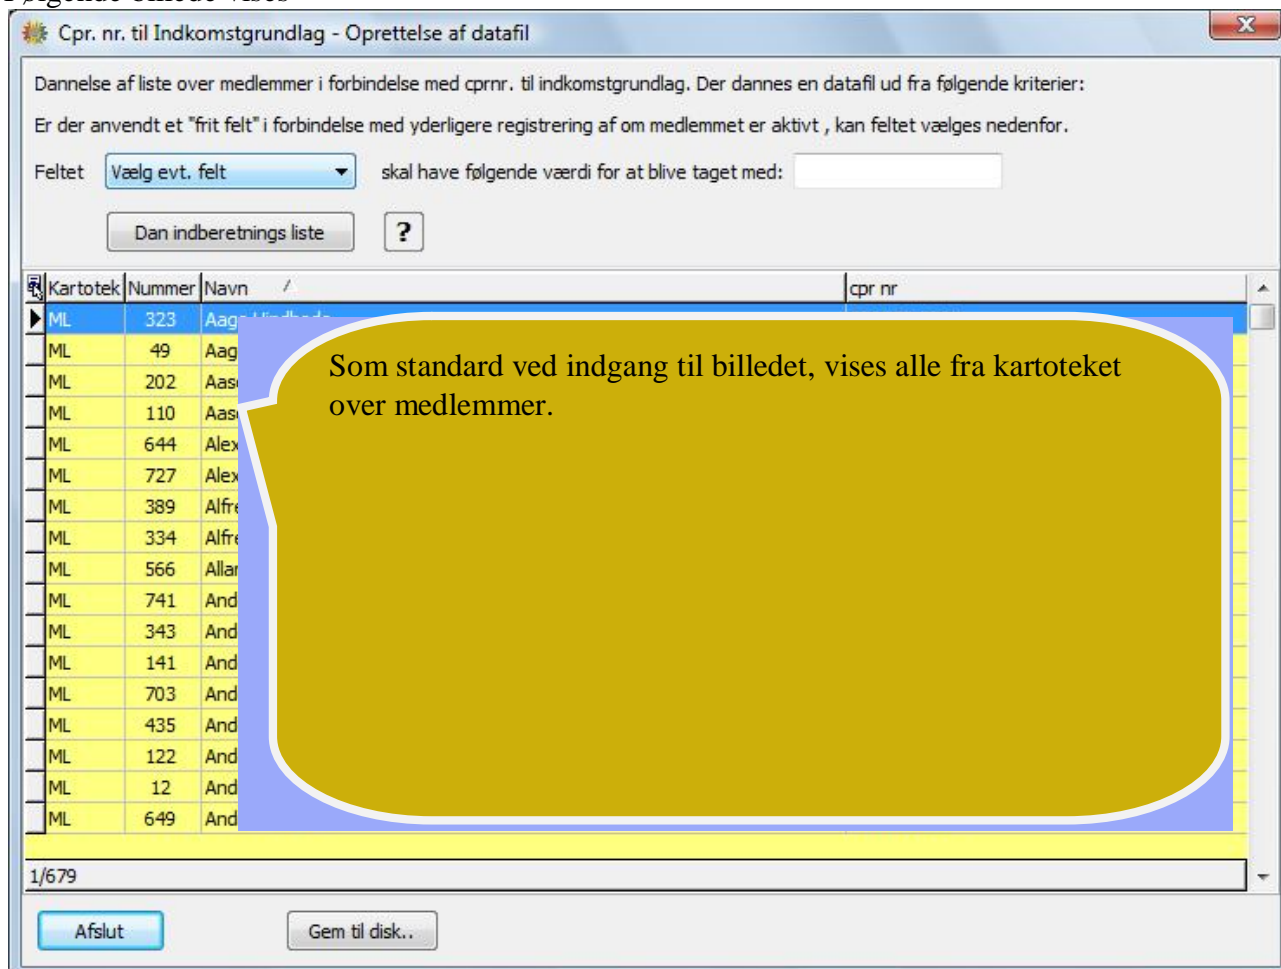 Følgende billede vises
Cpr. nr. til Indkomstgrundlag - Oprettelse af datafil
Dannelse af liste over medlemmer i forbindelse med cprnr. til indkomstgrundlag. Der dannes en datafil ud fra følgende kriterier:
Er der anvendt et "frit felt" i forbindelse med yderligere registrering af om medlemmet er aktivt , kan feltet vælges nedenfor.
Feltet Vælg evt. felt skal have følgende værdi for at blive taget med:
Dan indberetnings liste ?
Kartotek Nummer Navn cpr nr
ML 323
ML 49
ML 202
ML 110
ML 644
ML 727
ML 389
ML 334
ML 566
ML 741
ML 343
ML 141
ML 703
ML 435
ML 122
ML 12
ML 649
Som standard ved indgang til billedet, vises alle fra kartoteket
over medlemmer.
1/679
Afslut Gem til disk..